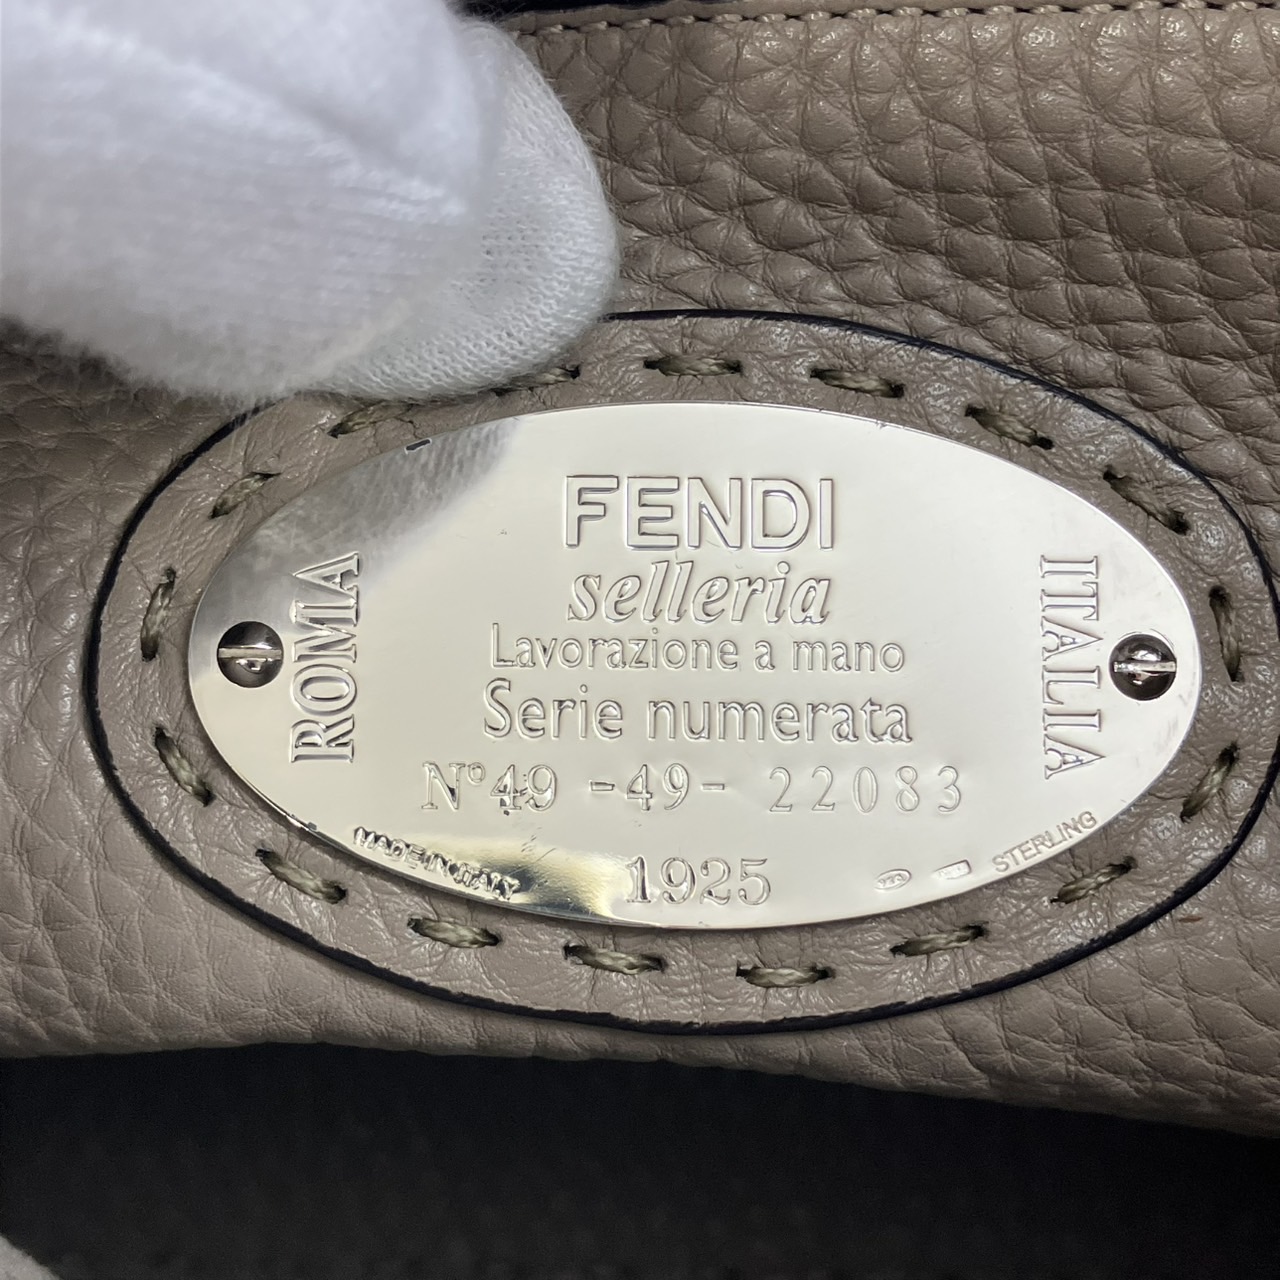 FENDI
selleria
Lavorazione a mano
Serie numerata
N° 49 -49- 22083
1925
ROMA
ITALIA
MADE IN ITALY
STERLING